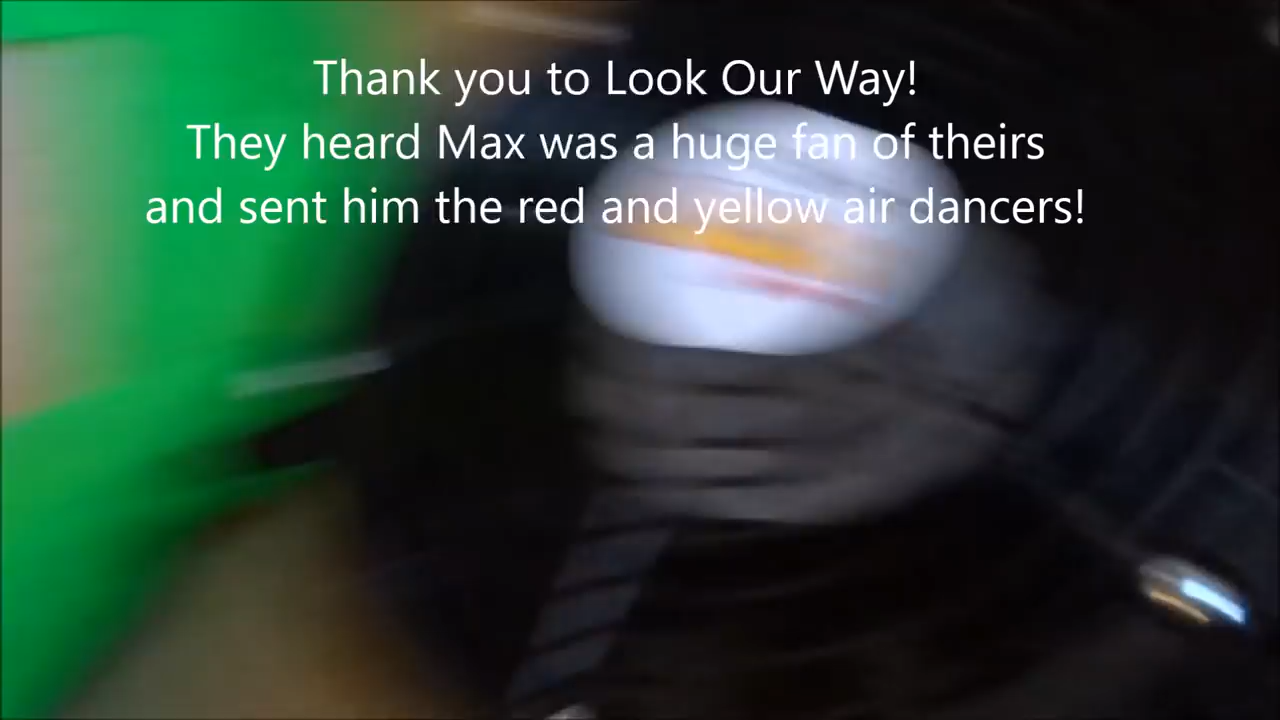 Thank you to Look Our Way!
They heard Max was a huge fan of theirs
and sent him the red and yellow air dancers!